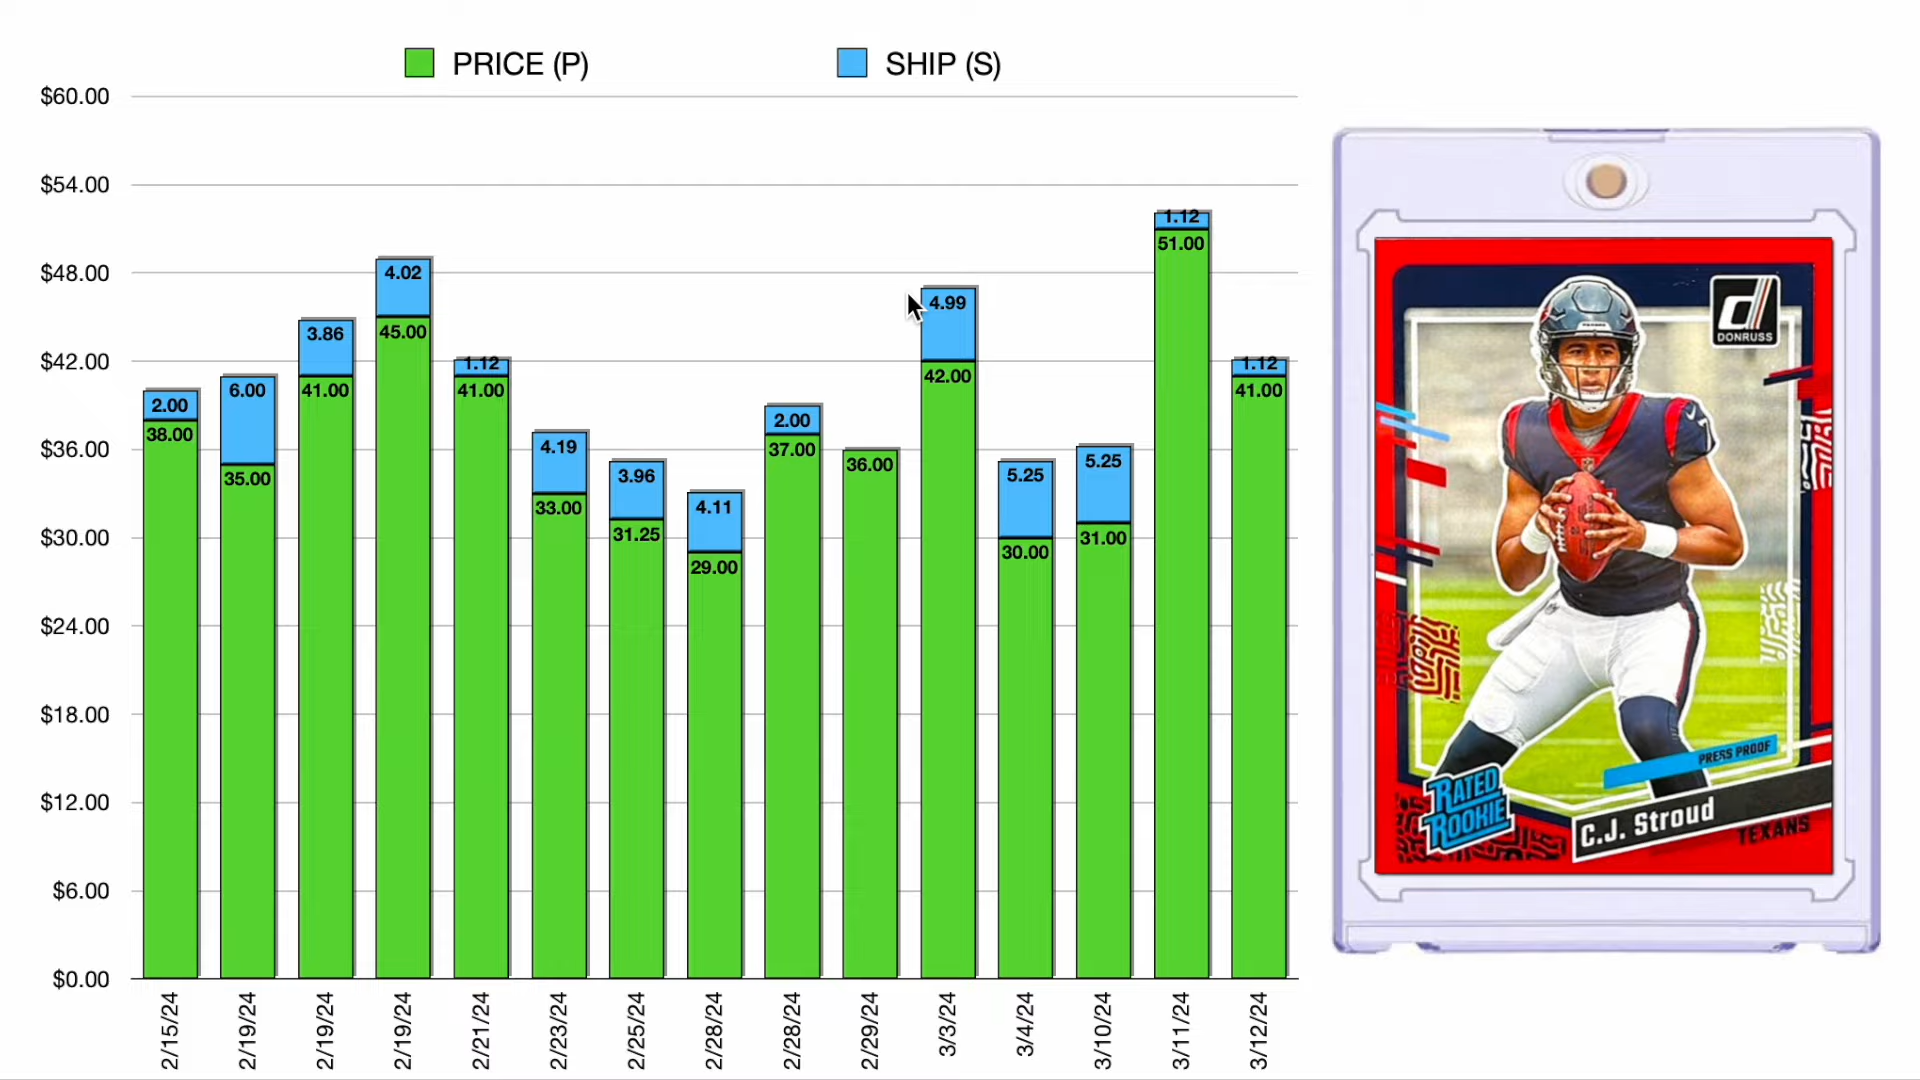 PRICE (P) SHIP (S)
$60.00
$54.00
$48.00
$42.00
$36.00
$30.00
$24.00
$18.00
$12.00
$6.00
$0.00
2.00 6.00 3.86 4.02 1.12 4.19 3.96 4.11 2.00 4.99 5.25 5.25 1.12 1.12
38.00 35.00 41.00 45.00 41.00 33.00 31.25 29.00 37.00 36.00 42.00 30.00 31.00 51.00 41.00
2/15/24 2/19/24 2/19/24 2/19/24 2/21/24 2/23/24 2/25/24 2/28/24 2/28/24 2/29/24 3/3/24 3/4/24 3/10/24 3/11/24 3/12/24
d
DONRUSS
PRESS PROOF
RATED
ROOKIE
C.J. Stroud
TEXANS